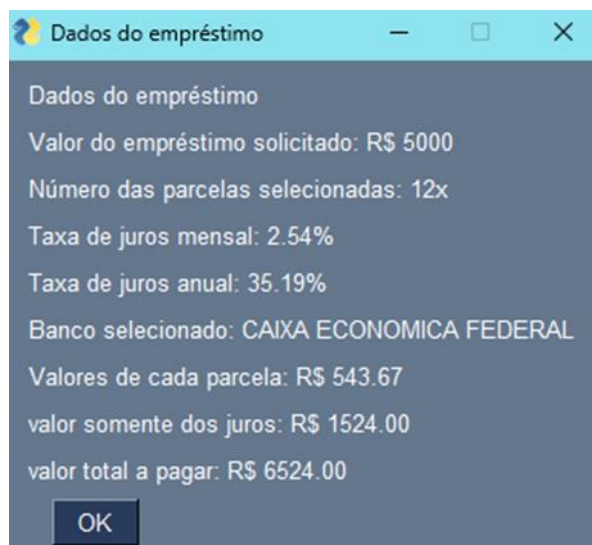 Dados do empréstimo
Dados do empréstimo
Valor do empréstimo solicitado: R$ 5000
Número das parcelas selecionadas: 12x
Taxa de juros mensal: 2.54%
Taxa de juros anual: 35.19%
Banco selecionado: CAIXA ECONOMICA FEDERAL
Valores de cada parcela: R$ 543.67
valor somente dos juros: R$ 1524.00
valor total a pagar: R$ 6524.00
OK